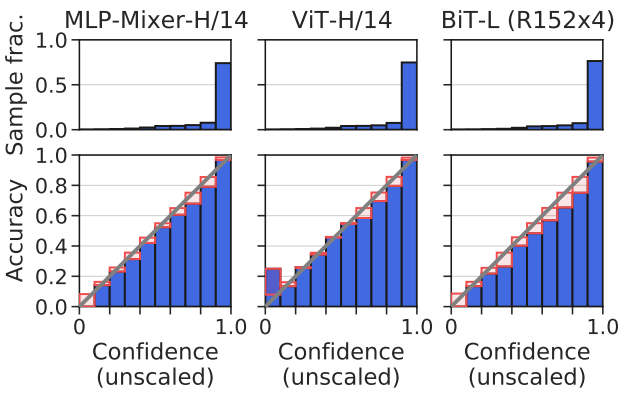 MLP-Mixer-H/14 ViT-H/14 BiT-L (R152x4)
Sample frac.
1.0
0.5
0.0
Accuracy
1.0
0.8
0.6
0.4
0.2
0.0
0 1.0 0 1.0 0 1.0
Confidence Confidence Confidence
(unscaled) (unscaled) (unscaled)